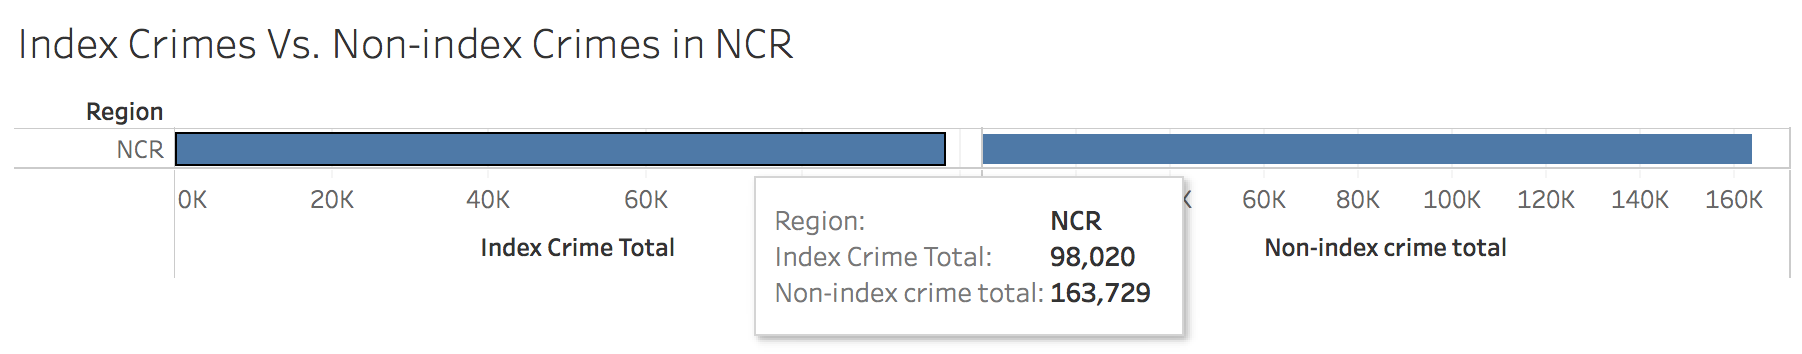 Index Crimes Vs. Non-index Crimes in NCR
Region
NCR
0K 20K 40K 60K 60K 80K 100K 120K 140K 160K
Index Crime Total Non-index crime total
Region: NCR
Index Crime Total: 98,020
Non-index crime total: 163,729